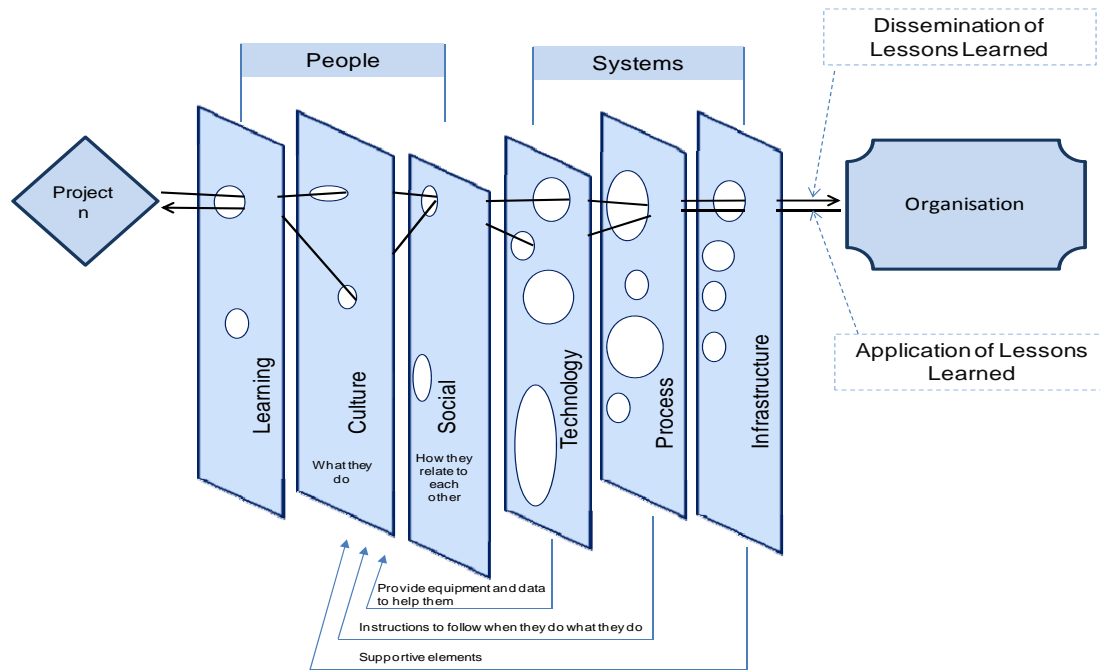 People
Systems
Dissemination of
Lessons Learned
Project
n
Organisation
Application of Lessons
Learned
Learning
Culture
Social
Technology
Process
Infrastructure
What they
do
How they
relate to
each
other
Provide equipment and data
to help them
Instructions to follow when they do what they do
Supportive elements